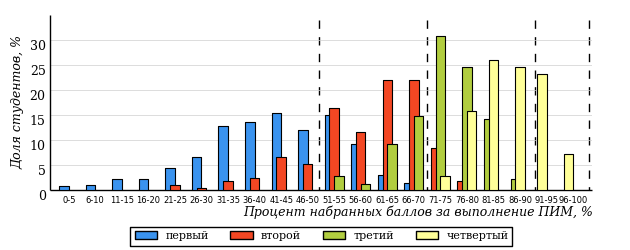 Доля студентов, %
30
25
20
15
10
5
0
0-5 6-10 11-15 16-20 21-25 26-30 31-35 36-40 41-45 46-50 51-55 56-60 61-65 66-70 71-75 76-80 81-85 86-90 91-95 96-100
Процент набранных баллов за выполнение ПИМ, %
первый второй третий четвертый